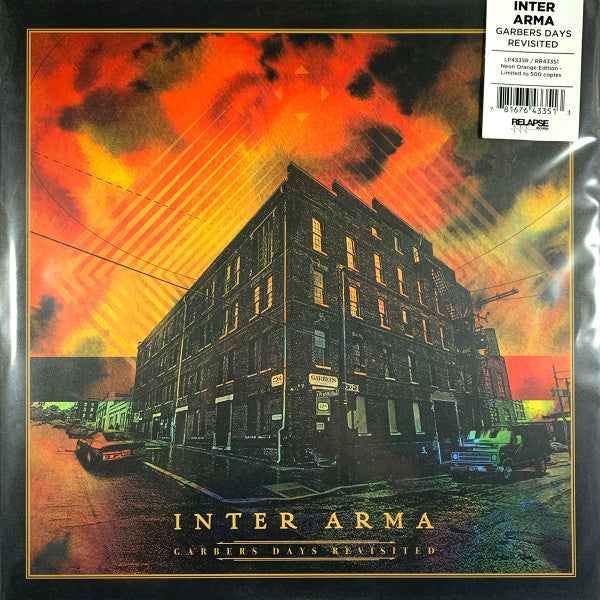 INTER
ARMA
GARBERS DAYS
REVISITED
LP4335R / RR43351
Neon Orange Edition -
Limited to 500 copies
7 81676 43351 3
RELAPSE
RECORDS
GARBERS
INTER ARMA
GARBERS DAYS REVISITED